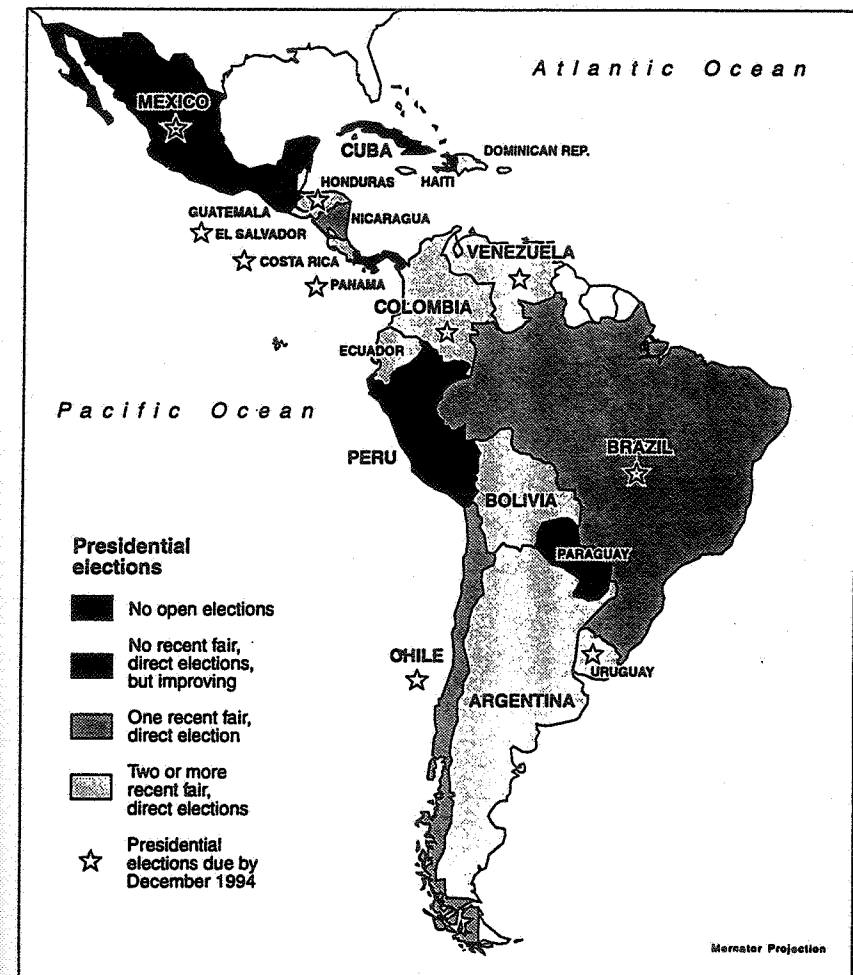 Atlantic Ocean
MEXICO
CUBA
DOMINICAN REP.
HONDURAS
HAITI
GUATEMALA
NICARAGUA
EL SALVADOR
VENEZUELA
COSTA RICA
PANAMA
COLOMBIA
ECUADOR
Pacific Ocean
PERU
BRAZIL
BOLIVIA
PARAGUAY
CHILE
URUGUAY
ARGENTINA
Presidential
elections
No open elections
No recent fair,
direct elections,
but improving
One recent fair,
direct election
Two or more
recent fair,
direct elections
Presidential
elections due by
December 1994
Mercator Projection